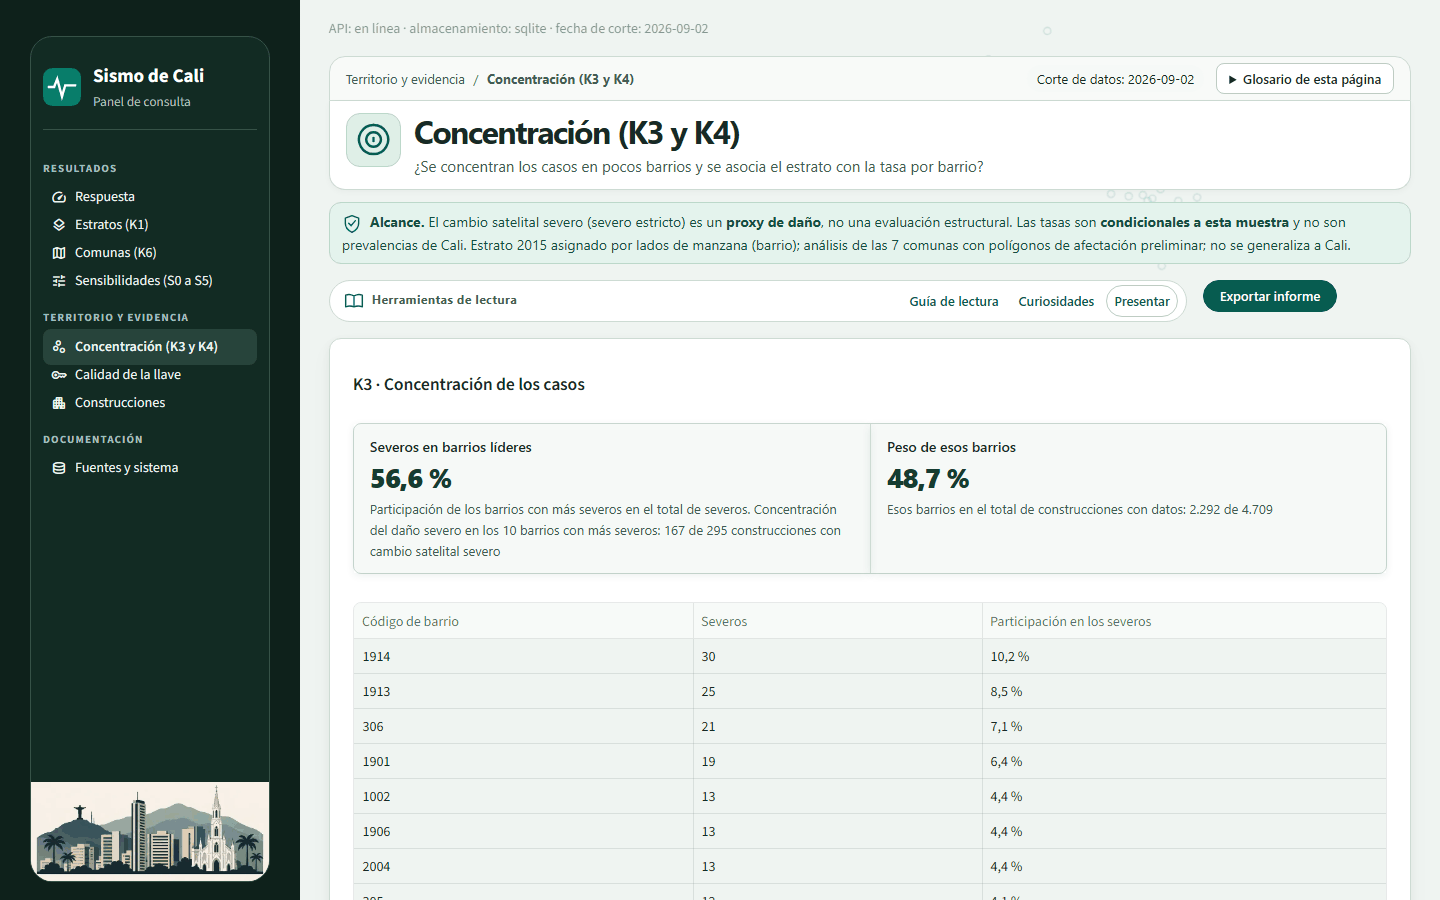 Sismo de Cali
Panel de consulta
RESULTADOS
Respuesta
Estratos (K1)
Comunas (K6)
Sensibilidades (S0 a S5)
TERRITORIO Y EVIDENCIA
Concentración (K3 y K4)
Calidad de la llave
Construcciones
DOCUMENTACIÓN
Fuentes y sistema
API: en línea · almacenamiento: sqlite · fecha de corte: 2026-09-02
Territorio y evidencia / Concentración (K3 y K4)
Corte de datos: 2026-09-02
Glosario de esta página
Concentración (K3 y K4)
¿Se concentran los casos en pocos barrios y se asocia el estrato con la tasa por barrio?
Alcance. El cambio satelital severo (severo estricto) es un proxy de daño, no una evaluación estructural. Las tasas son condicionales a esta muestra y no son
prevalencias de Cali. Estrato 2015 asignado por lados de manzana (barrio); análisis de las 7 comunas con polígonos de afectación preliminar; no se generaliza a Cali.
Herramientas de lectura
Guía de lectura
Curiosidades
Presentar
Exportar informe
K3 · Concentración de los casos
Severos en barrios líderes
56,6 %
Participación de los barrios con más severos en el total de severos. Concentración
del daño severo en los 10 barrios con más severos: 167 de 295 construcciones con
cambio satelital severo
Peso de esos barrios
48,7 %
Esos barrios en el total de construcciones con datos: 2.292 de 4.709
Código de barrio Severos Participación en los severos
1914 30 10,2 %
1913 25 8,5 %
306 21 7,1 %
1901 19 6,4 %
1002 13 4,4 %
1906 13 4,4 %
2004 13 4,4 %